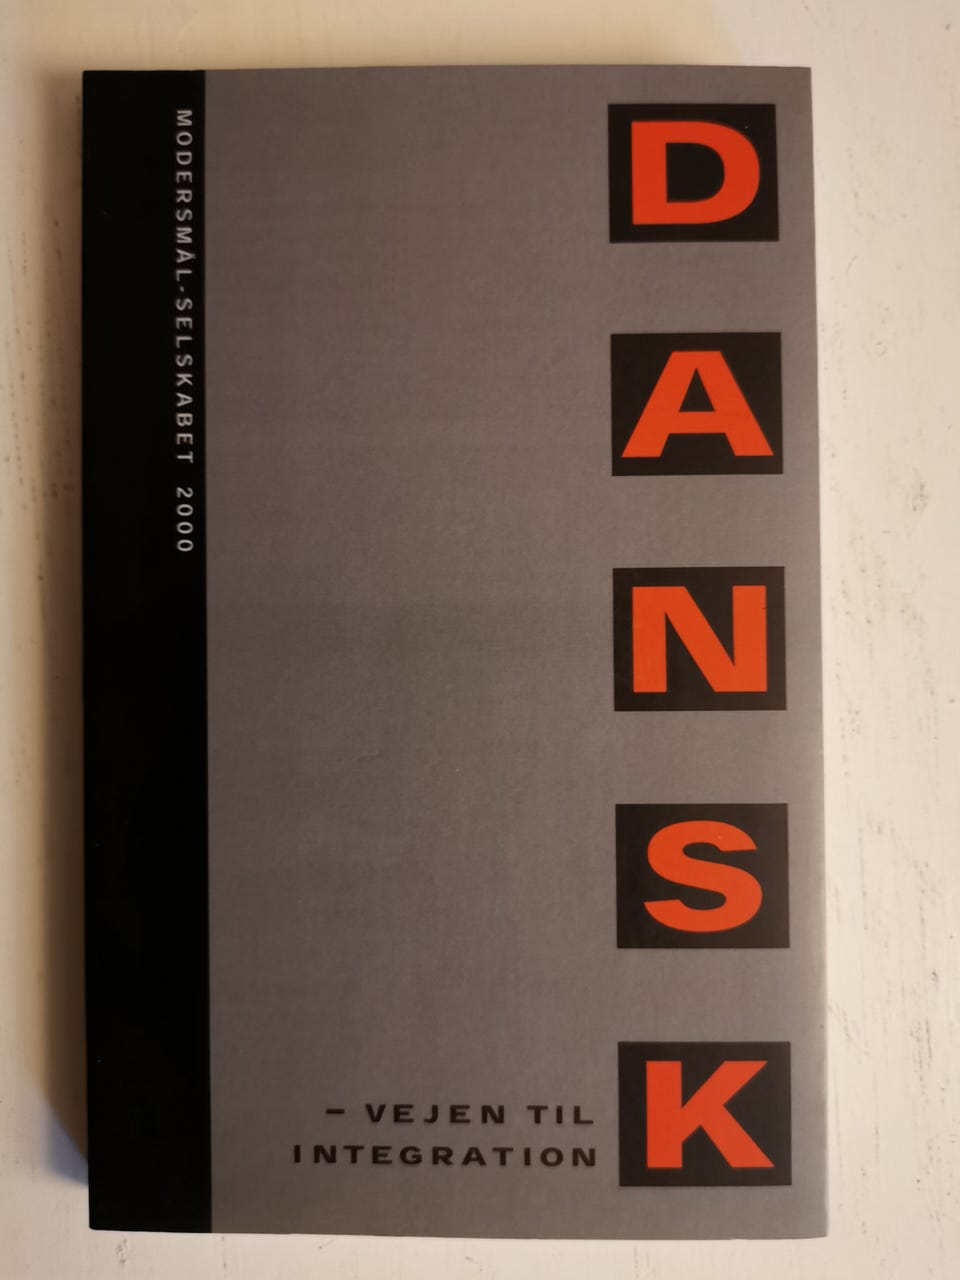 MODERSMÅL-SELSKABET 2000
D
A
N
S
K
– VEJEN TIL
INTEGRATION